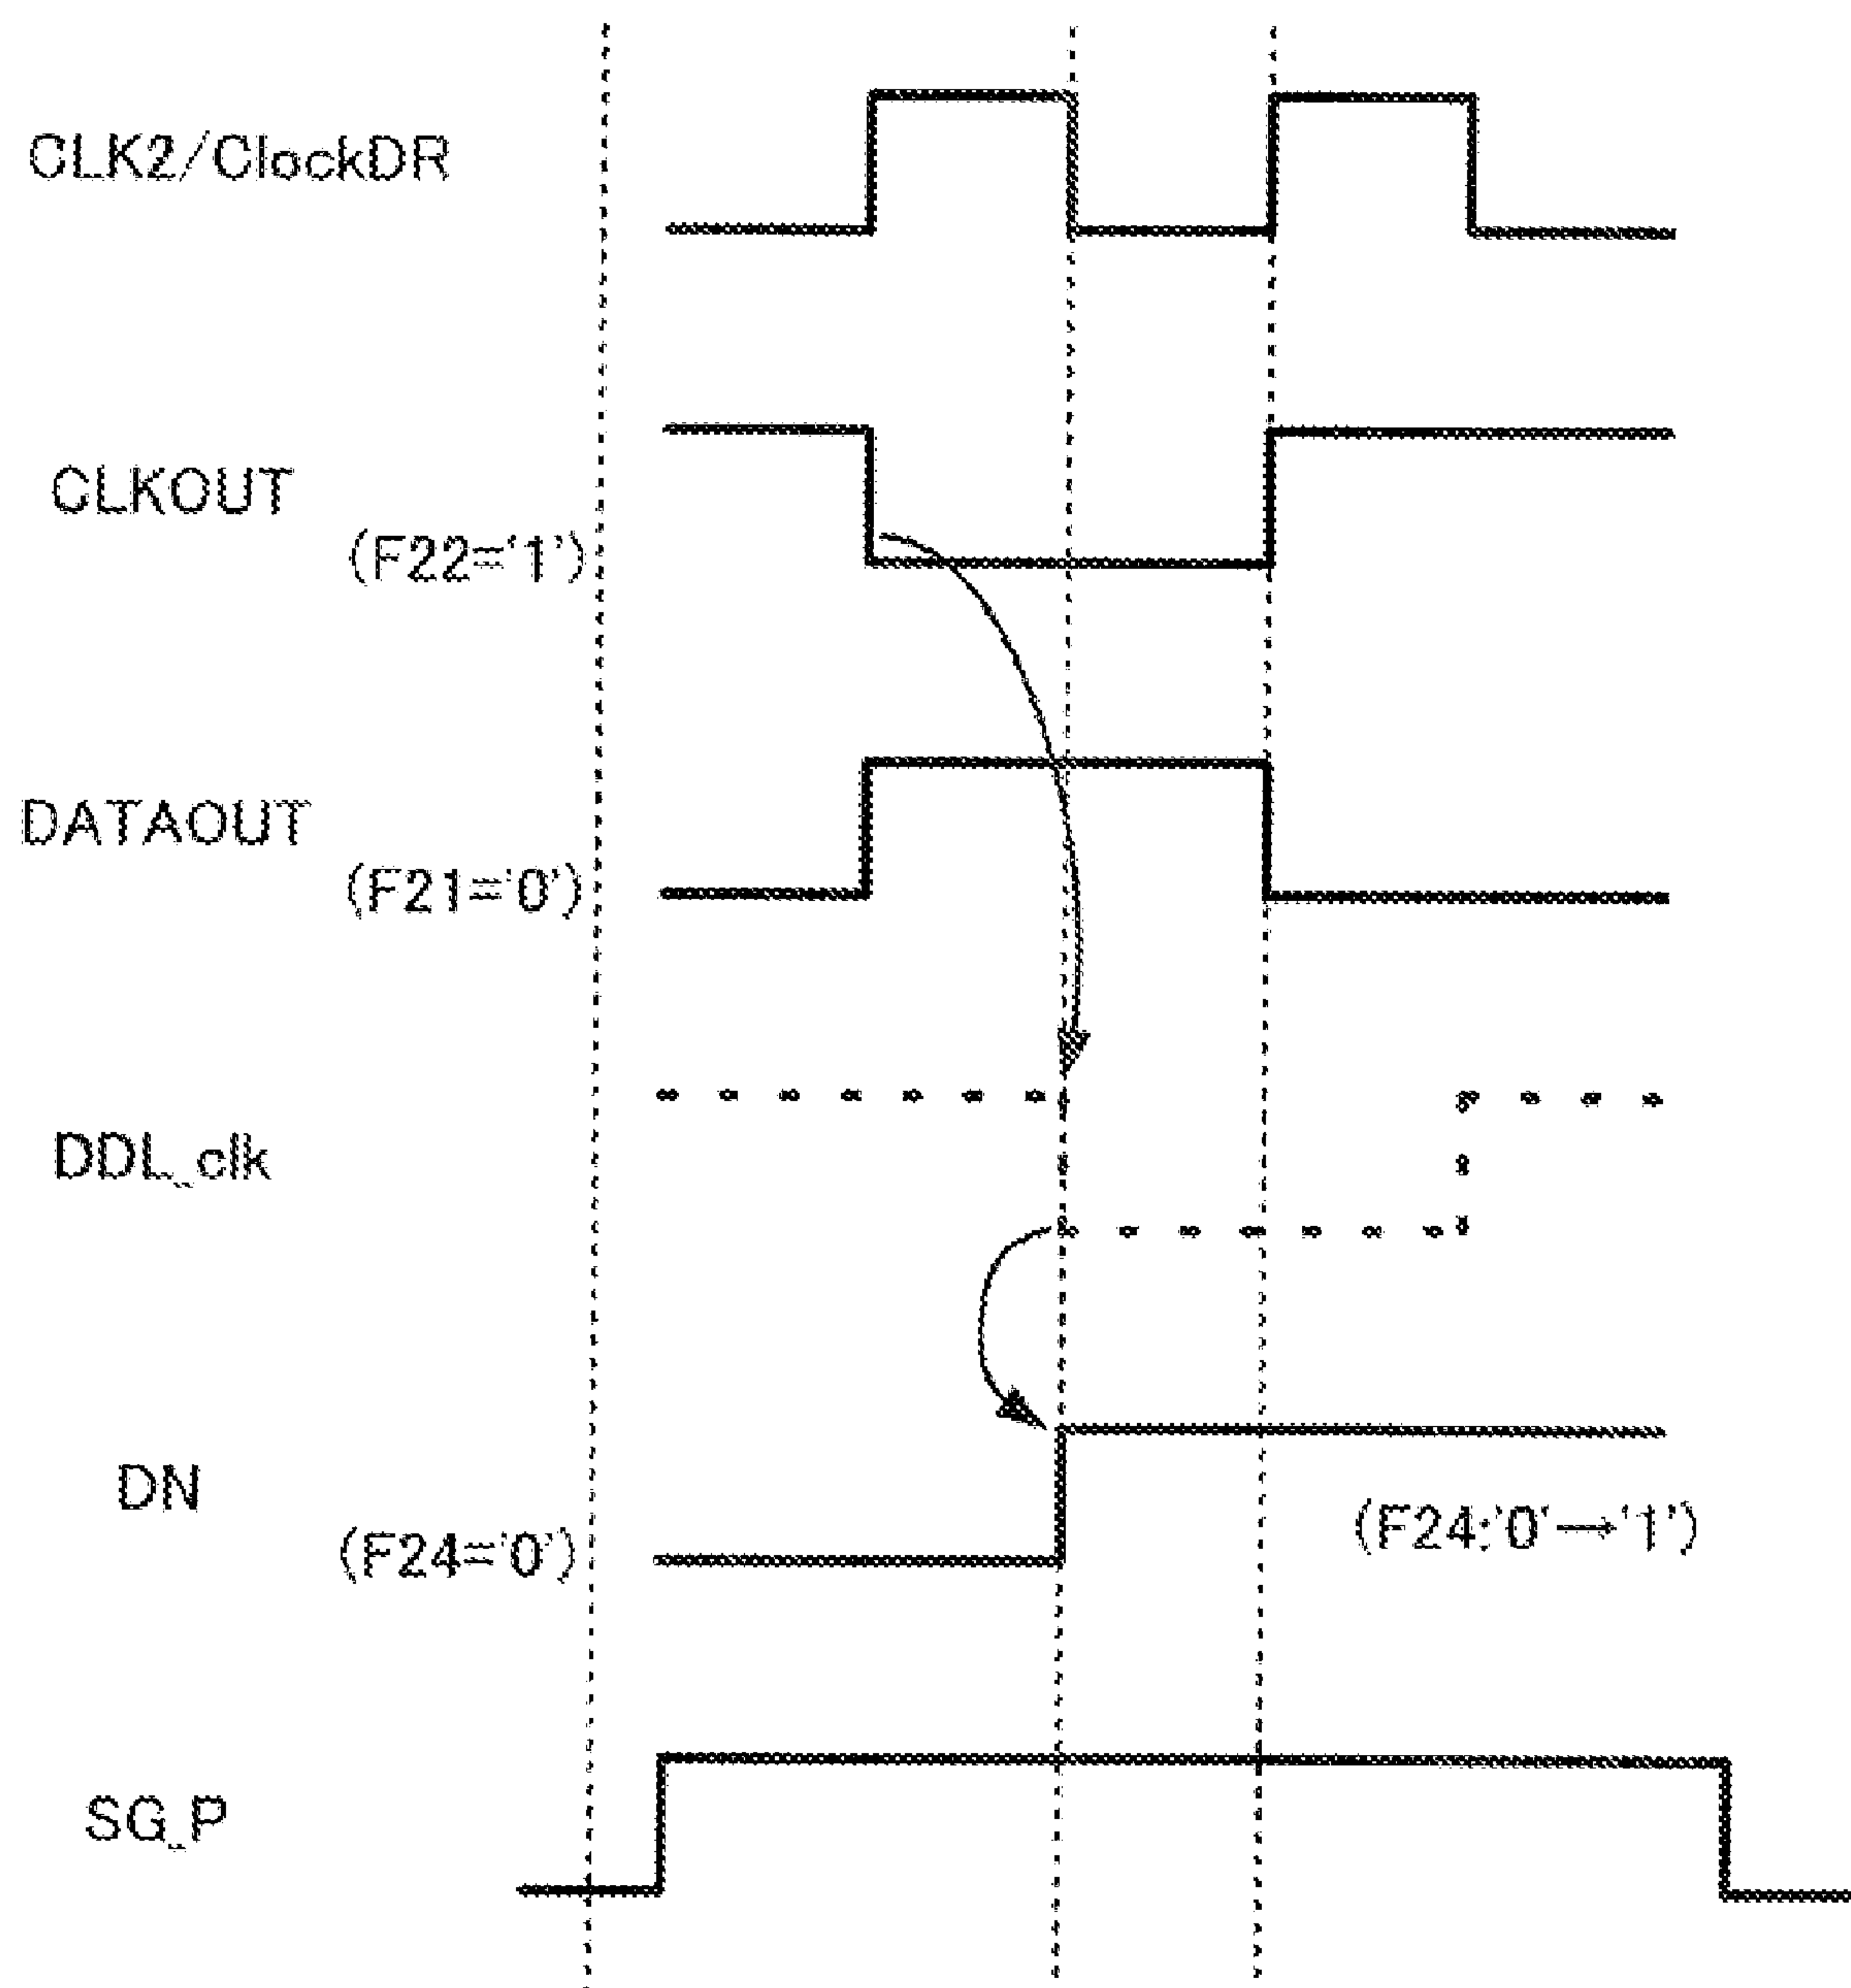 CLK2/ClockDR
CLKOUT
(F22='1')
DATAOUT
(F21='0')
DDL_clk
DN
(F24='0')
(F24:'0'→'1')
SG_P